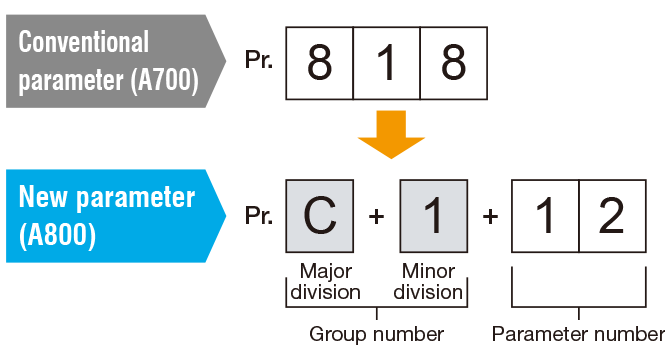 Conventional
parameter (A700)
Pr. 8 1 8
New parameter
(A800)
Pr. C + 1 + 1 2
Major
division
Minor
division
Group number
Parameter number